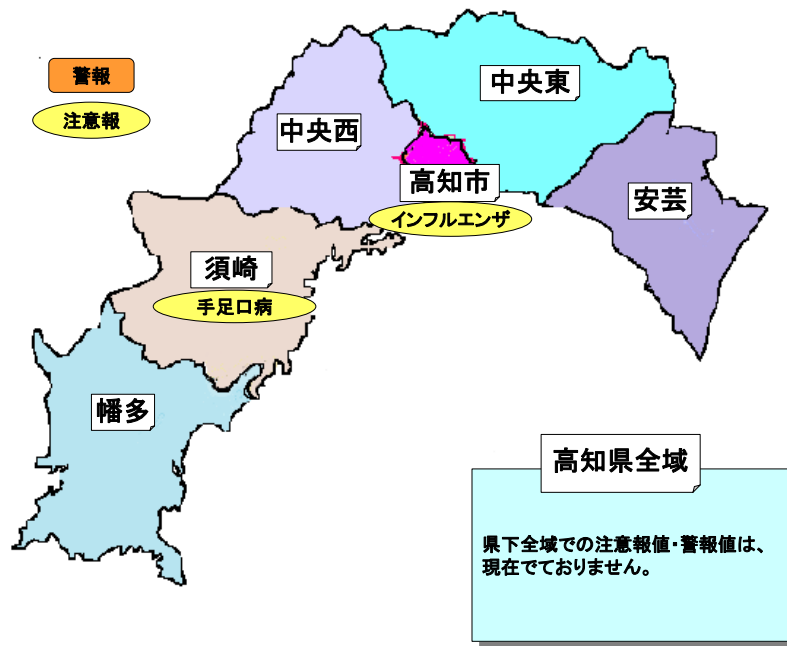 警報
注意報
中央東
中央西
高知市
インフルエンザ
安芸
須崎
手足口病
幡多
高知県全域
県下全域での注意報値・警報値は、
現在でておりません。